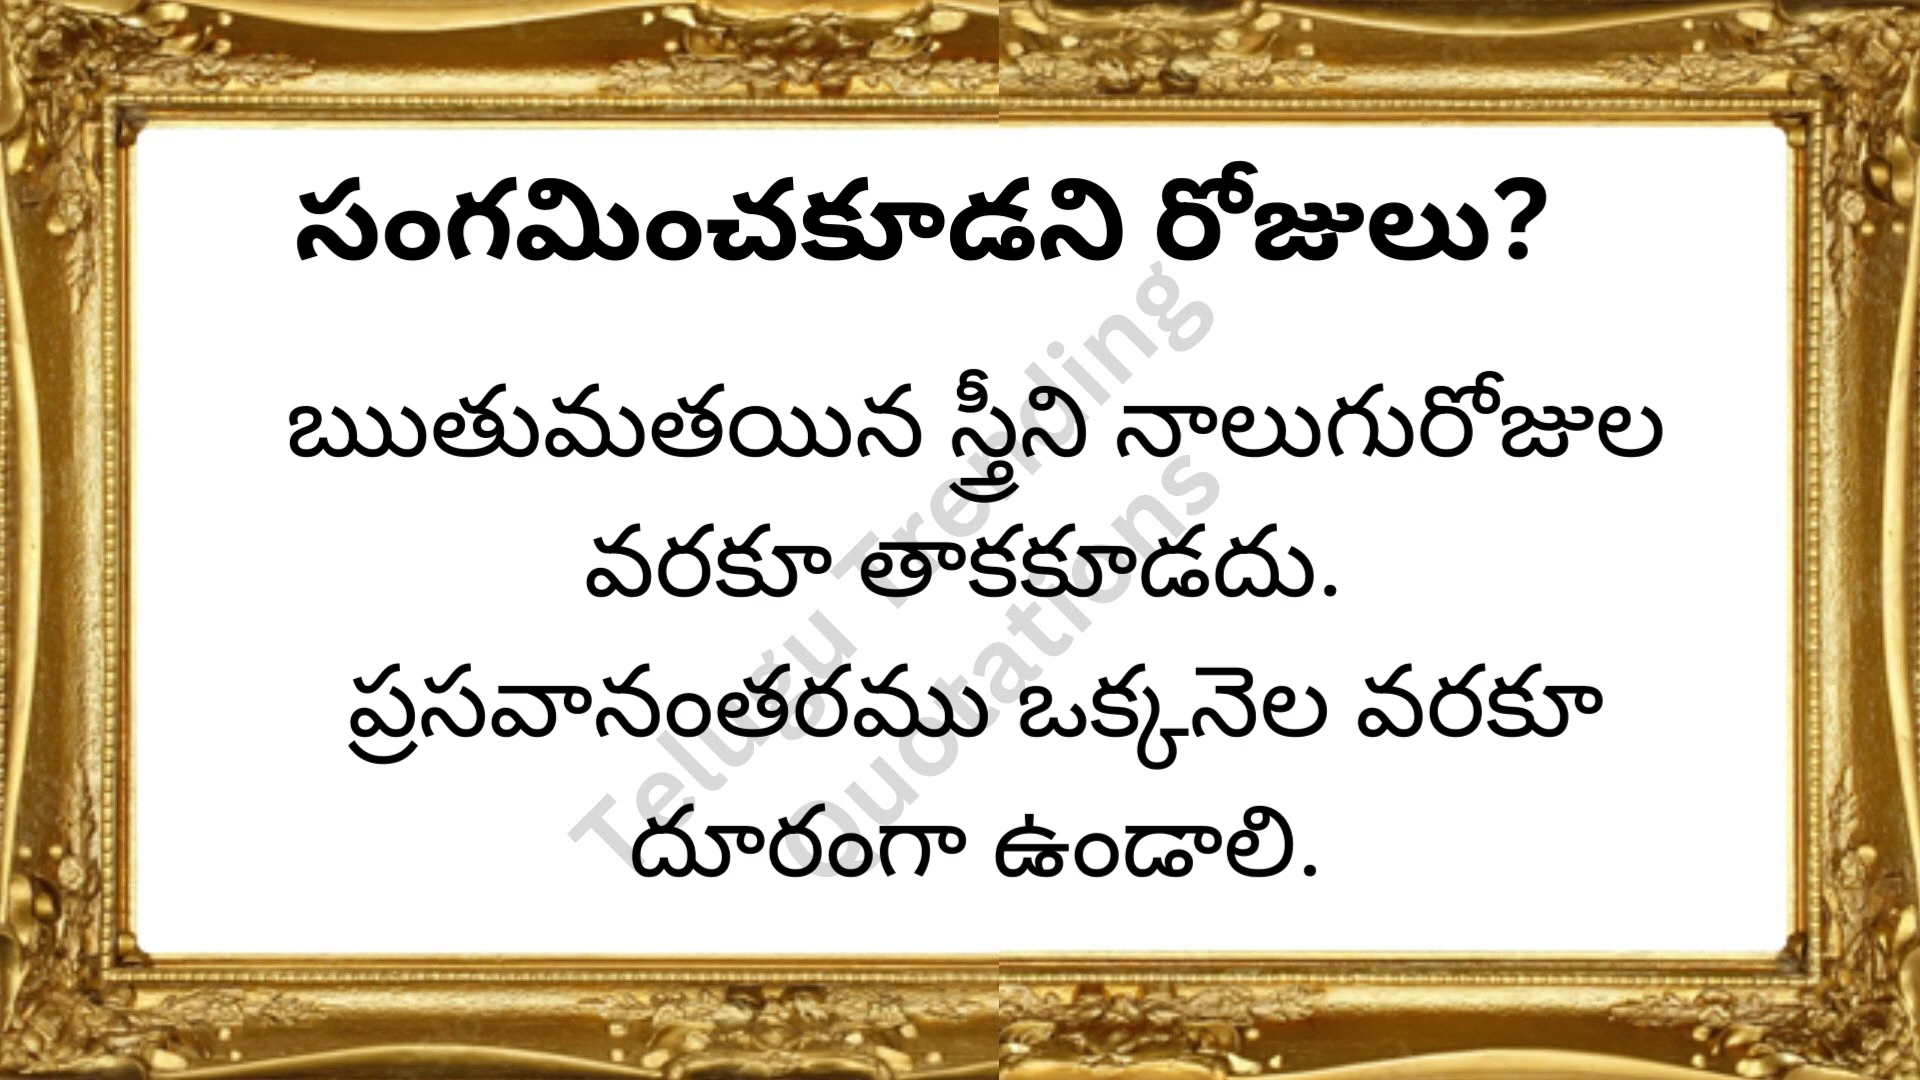 సంగమించకూడని రోజులు?
ఋతుమతయిన స్త్రీని నాలుగురోజుల
వరకూ తాకకూడదు.
ప్రసవానంతరము ఒక్కనెల వరకూ
దూరంగా ఉండాలి.
Telugu Trending
Quotations